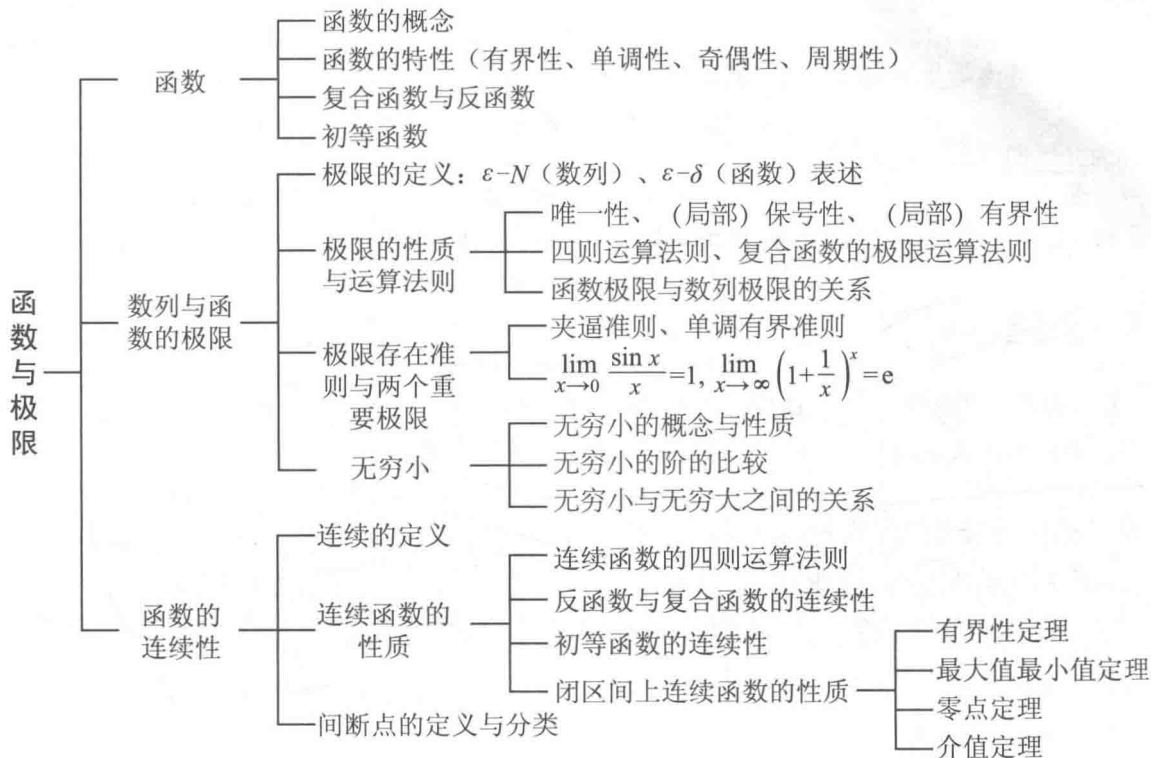 函数与极限
函数
函数的概念
函数的特性（有界性、单调性、奇偶性、周期性）
复合函数与反函数
初等函数
数列与函
数的极限
极限的定义：ε-N（数列）、ε-δ（函数）表述
极限的性质
与运算法则
唯一性、（局部）保号性、（局部）有界性
四则运算法则、复合函数的极限运算法则
函数极限与数列极限的关系
极限存在准
则与两个重
要极限
夹逼准则、单调有界准则
lim_{x→0} \frac{sin x}{x}=1, lim_{x→∞} (1+\frac{1}{x})^x=e
无穷小
无穷小的概念与性质
无穷小的阶的比较
无穷小与无穷大之间的关系
函数的
连续性
连续的定义
连续函数的
性质
连续函数的四则运算法则
反函数与复合函数的连续性
初等函数的连续性
闭区间上连续函数的性质
有界性定理
最大值最小值定理
零点定理
介值定理
间断点的定义与分类